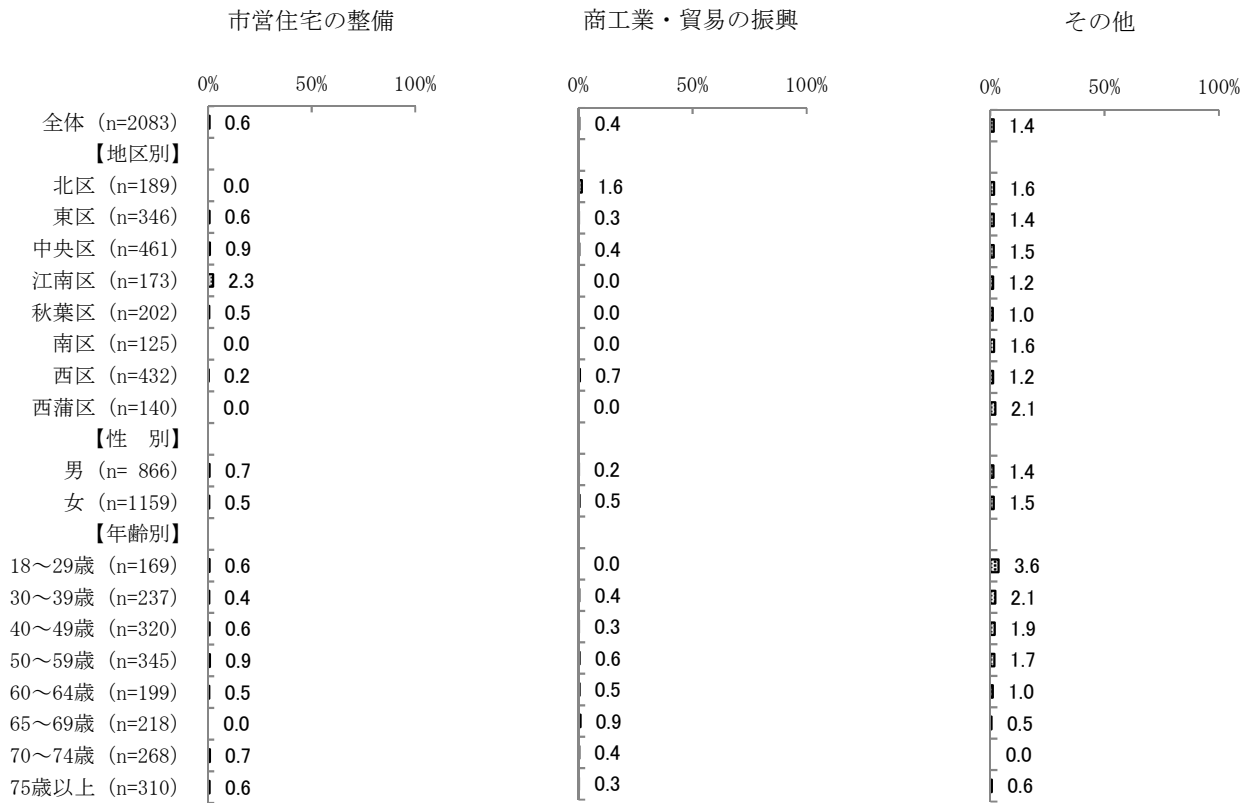 市営住宅の整備 商工業・貿易の振興 その他
0% 50% 100% 0% 50% 100% 0% 50% 100%
全体 (n=2083) 0.6 0.4 1.4
【地区別】
北区 (n=189) 0.0 1.6 1.6
東区 (n=346) 0.6 0.3 1.4
中央区 (n=461) 0.9 0.4 1.5
江南区 (n=173) 2.3 0.0 1.2
秋葉区 (n=202) 0.5 0.0 1.0
南区 (n=125) 0.0 0.0 1.6
西区 (n=432) 0.2 0.7 1.2
西蒲区 (n=140) 0.0 0.0 2.1
【性　別】
男 (n= 866) 0.7 0.2 1.4
女 (n=1159) 0.5 0.5 1.5
【年齢別】
18～29歳 (n=169) 0.6 0.0 3.6
30～39歳 (n=237) 0.4 0.4 2.1
40～49歳 (n=320) 0.6 0.3 1.9
50～59歳 (n=345) 0.9 0.6 1.7
60～64歳 (n=199) 0.5 0.5 1.0
65～69歳 (n=218) 0.0 0.9 0.5
70～74歳 (n=268) 0.7 0.4 0.0
75歳以上 (n=310) 0.6 0.3 0.6